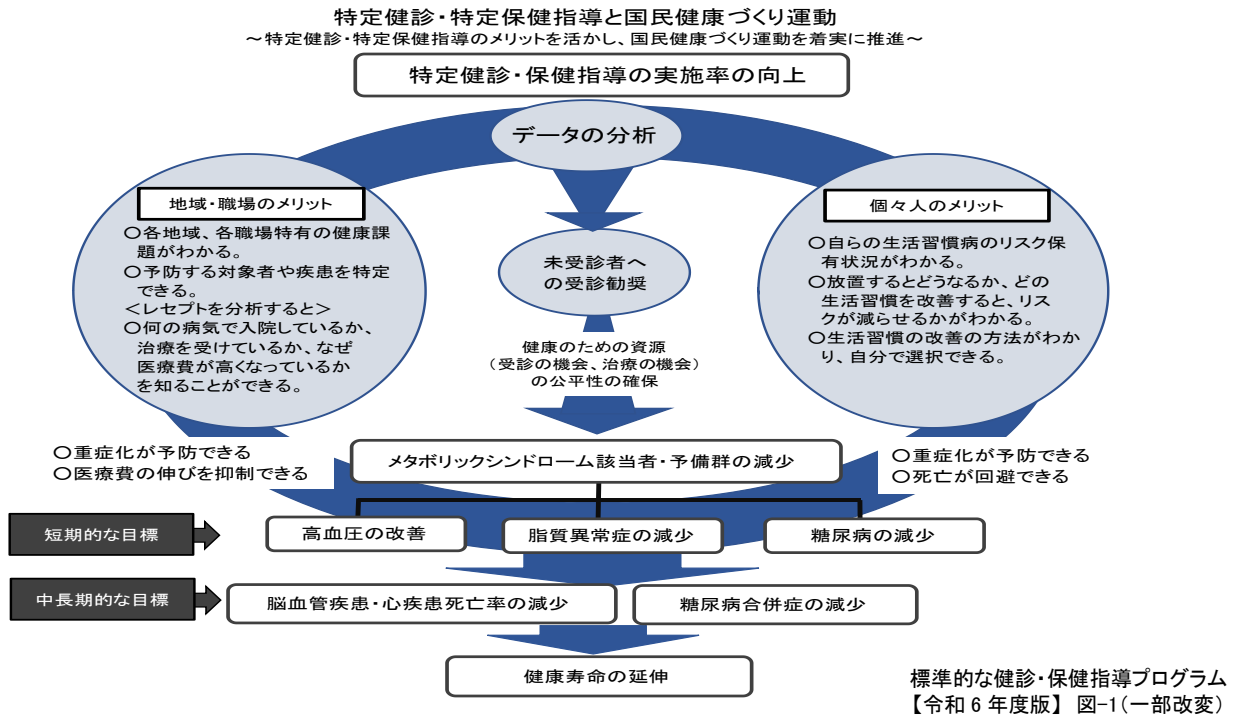 特定健診・特定保健指導と国民健康づくり運動
～特定健診・特定保健指導のメリットを活かし、国民健康づくり運動を着実に推進～
特定健診・保健指導の実施率の向上
データの分析
地域・職場のメリット
○各地域、各職場特有の健康課
題がわかる。
○予防する対象者や疾患を特定
できる。
＜レセプトを分析すると＞
○何の病気で入院しているか、
治療を受けているか、なぜ
医療費が高くなっているか
を知ることができる。
未受診者へ
の受診勧奨
健康のための資源
（受診の機会、治療の機会）
の公平性の確保
個々人のメリット
○自らの生活習慣病のリスク保
有状況がわかる。
○放置するとどうなるか、どの
生活習慣を改善すると、リス
クが減らせるかがわかる。
○生活習慣の改善の方法がわか
り、自分で選択できる。
○重症化が予防できる
○医療費の伸びを抑制できる
メタボリックシンドローム該当者・予備群の減少
○重症化が予防できる
○死亡が回避できる
短期的な目標
高血圧の改善
脂質異常症の減少
糖尿病の減少
中長期的な目標
脳血管疾患・心疾患死亡率の減少
糖尿病合併症の減少
健康寿命の延伸
標準的な健診・保健指導プログラム
【令和6年度版】 図-1（一部改変）